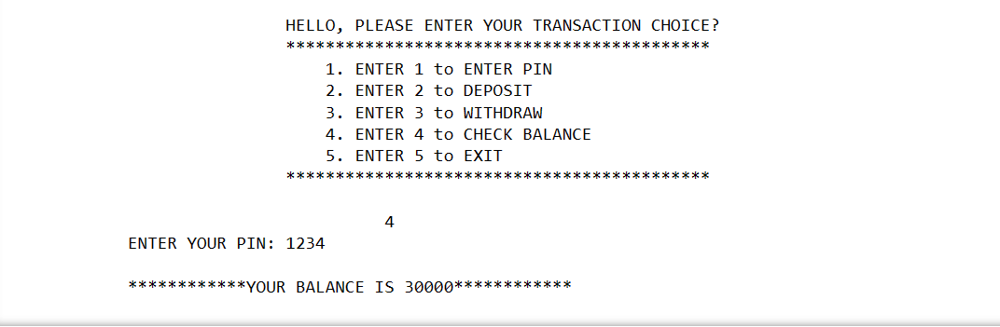 HELLO, PLEASE ENTER YOUR TRANSACTION CHOICE?
*******************************************
1. ENTER 1 to ENTER PIN
2. ENTER 2 to DEPOSIT
3. ENTER 3 to WITHDRAW
4. ENTER 4 to CHECK BALANCE
5. ENTER 5 to EXIT
*******************************************
4
ENTER YOUR PIN: 1234
************YOUR BALANCE IS 30000************